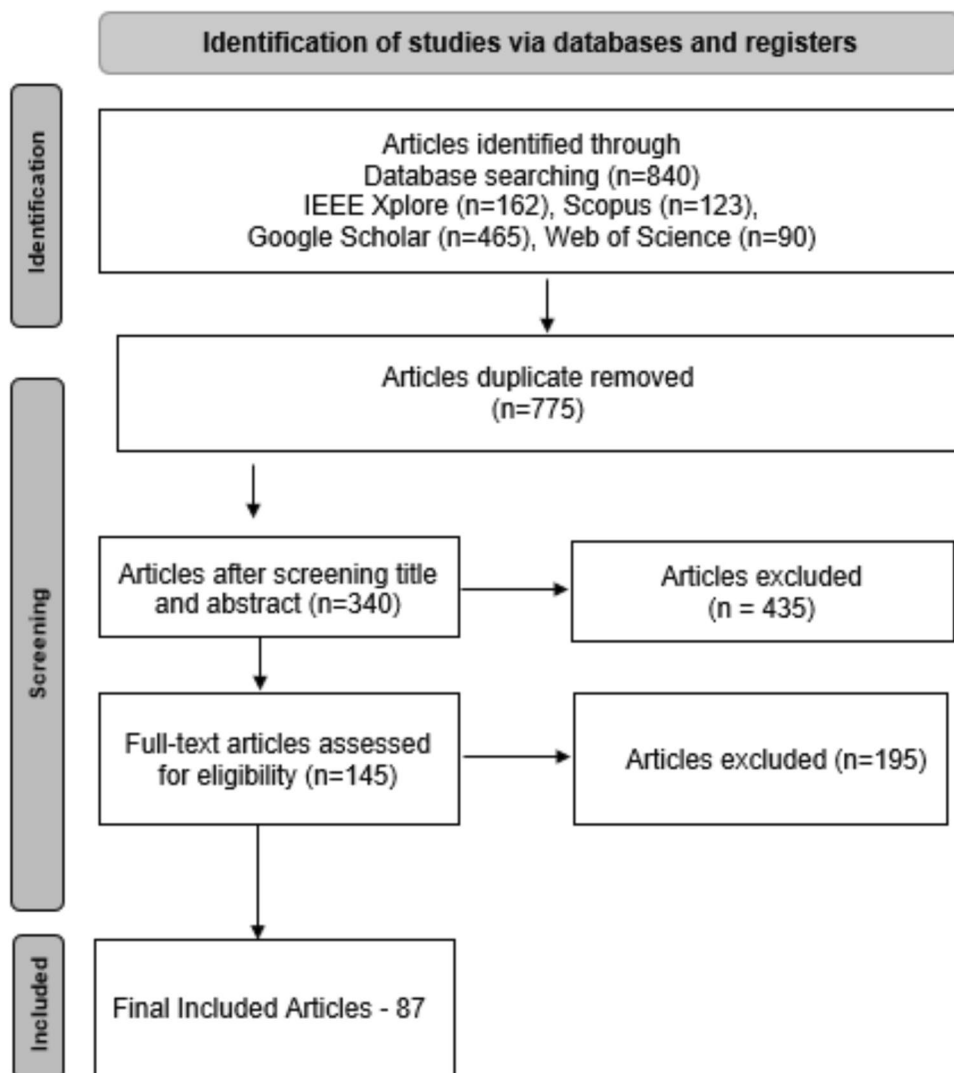 Identification of studies via databases and registers
Identification
Articles identified through
Database searching (n=840)
IEEE Xplore (n=162), Scopus (n=123),
Google Scholar (n=465), Web of Science (n=90)
Articles duplicate removed
(n=775)
Screening
Articles after screening title
and abstract (n=340)
Articles excluded
(n = 435)
Full-text articles assessed
for eligibility (n=145)
Articles excluded (n=195)
Included
Final Included Articles - 87